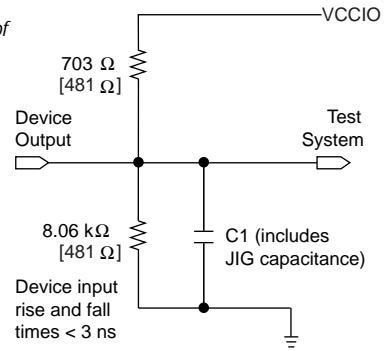 of
VCCIO
703 Ω
[481 Ω]
Device
Output
Test
System
8.06 kΩ
[481 Ω]
C1 (includes
JIG capacitance)
Device input
rise and fall
times < 3 ns